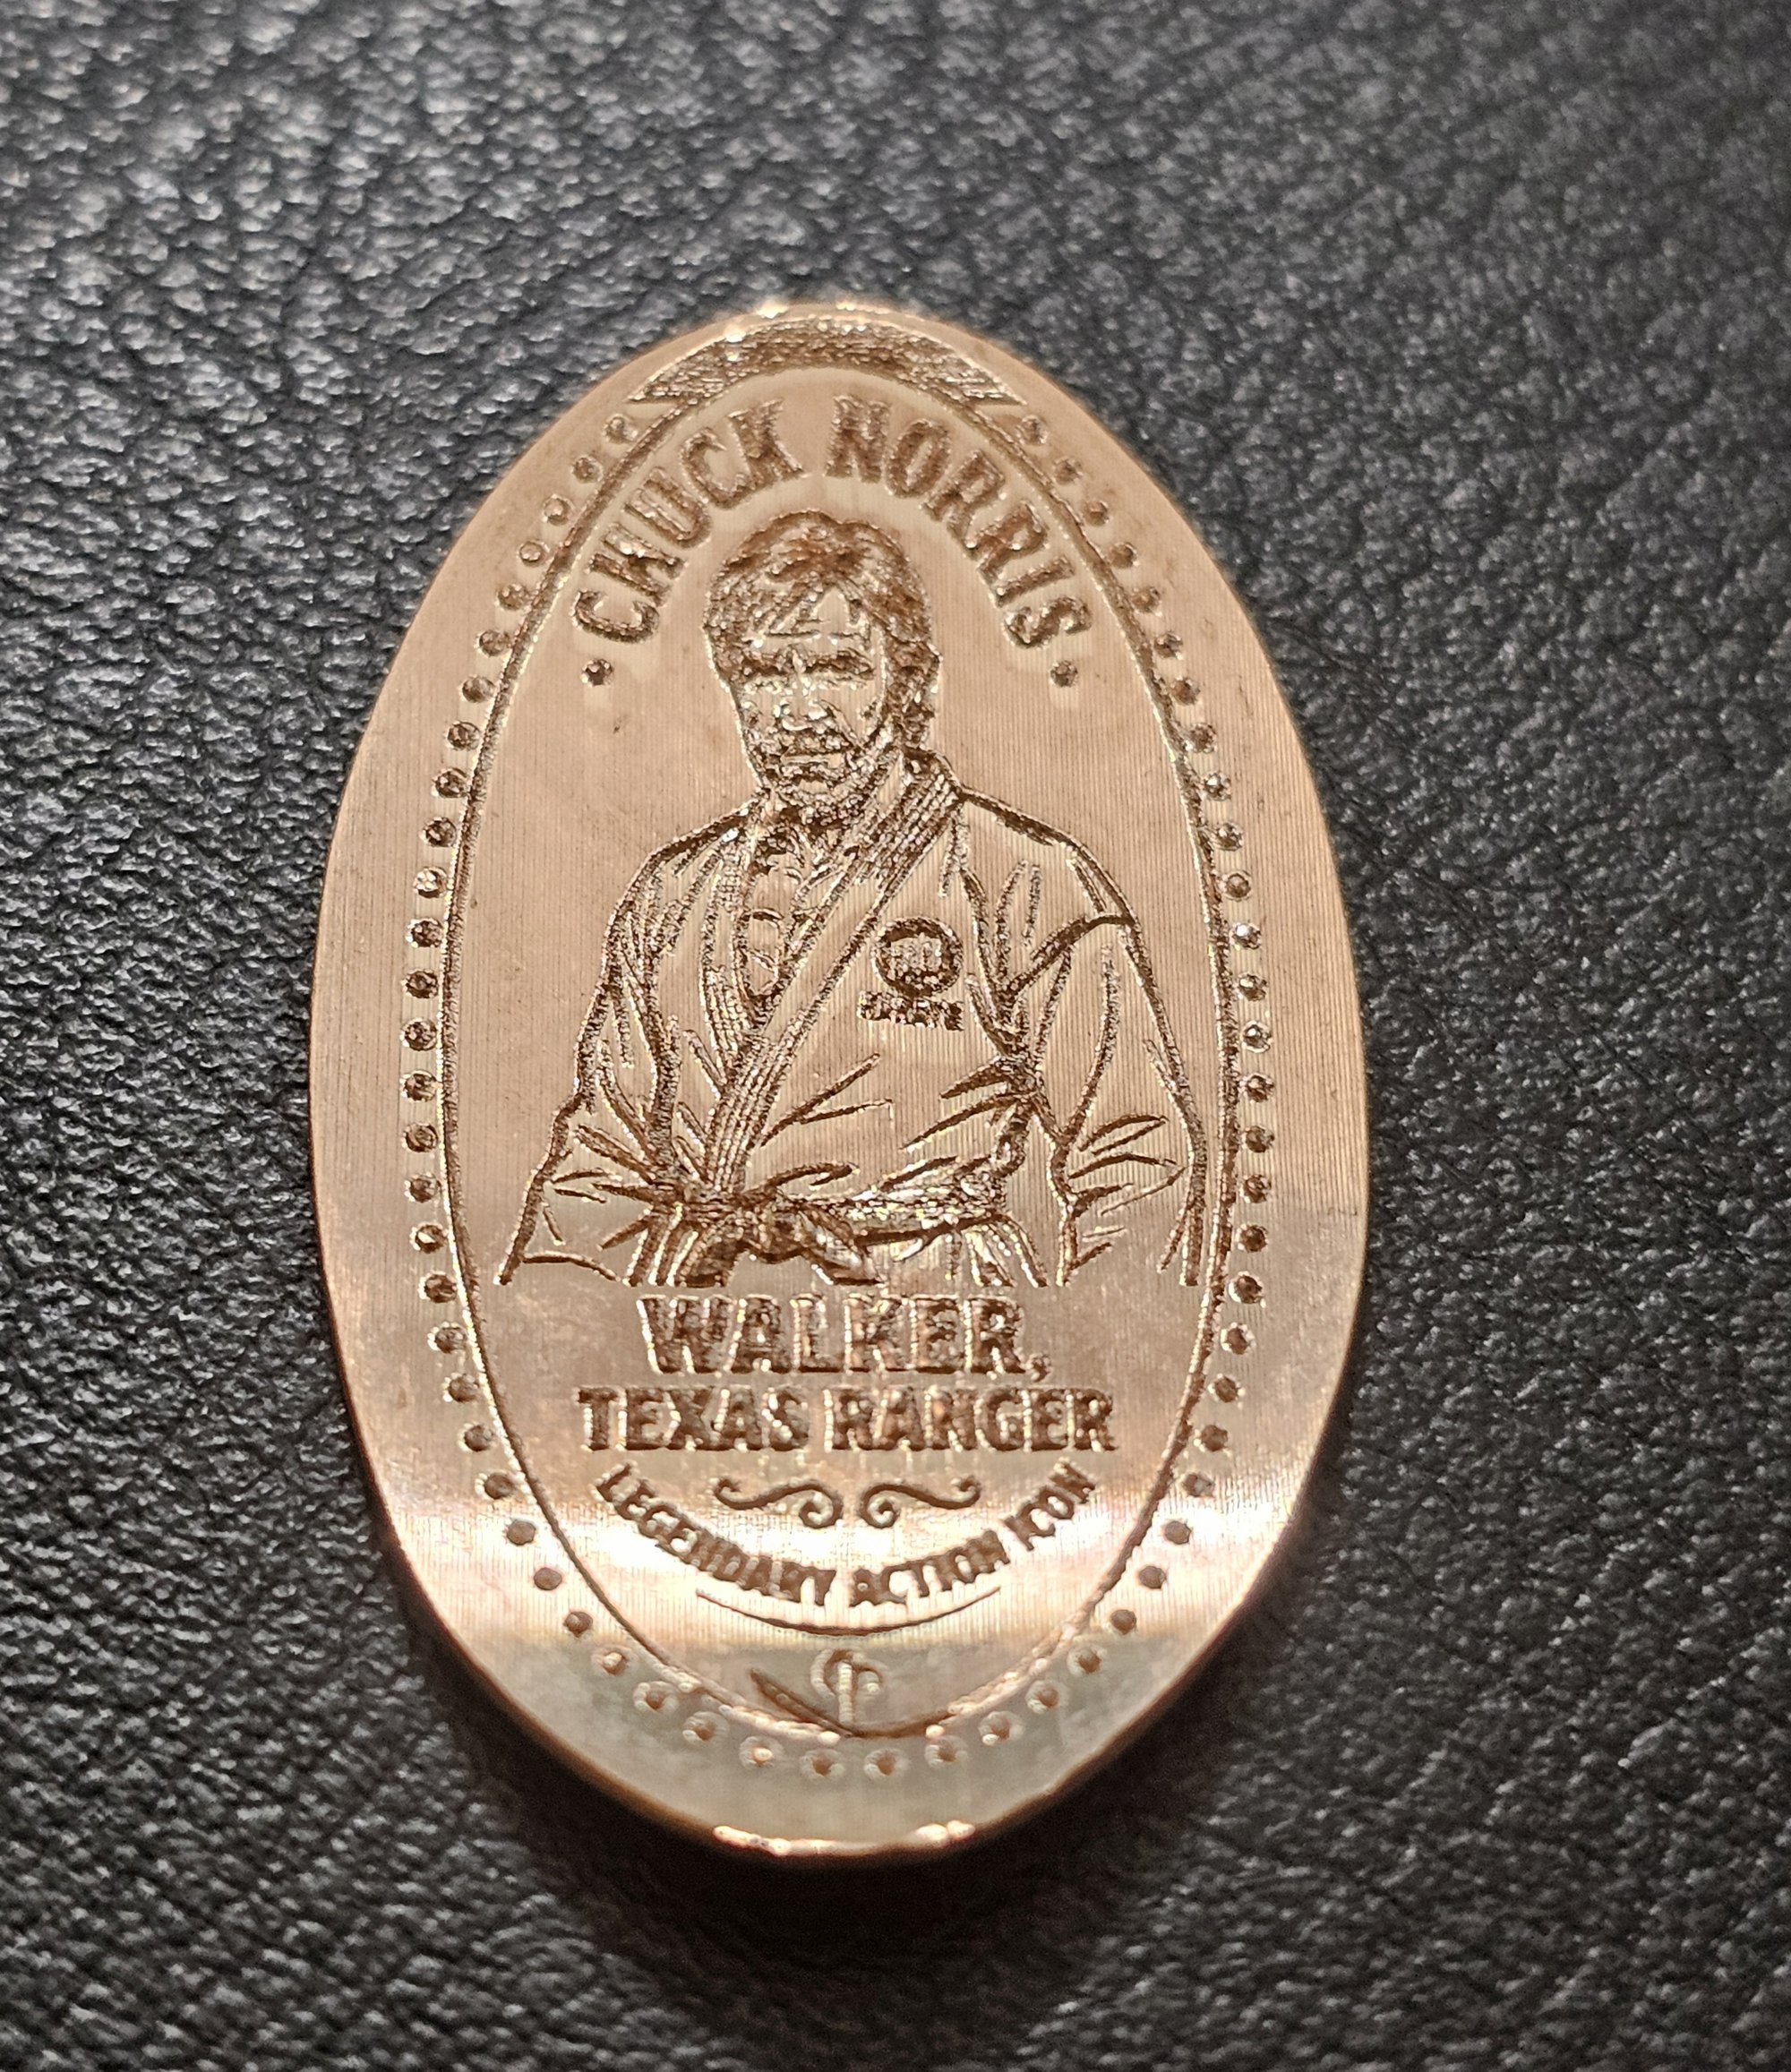 • CHUCK NORRIS •
WALKER,
TEXAS RANGER
LEGENDARY ACTION ICON